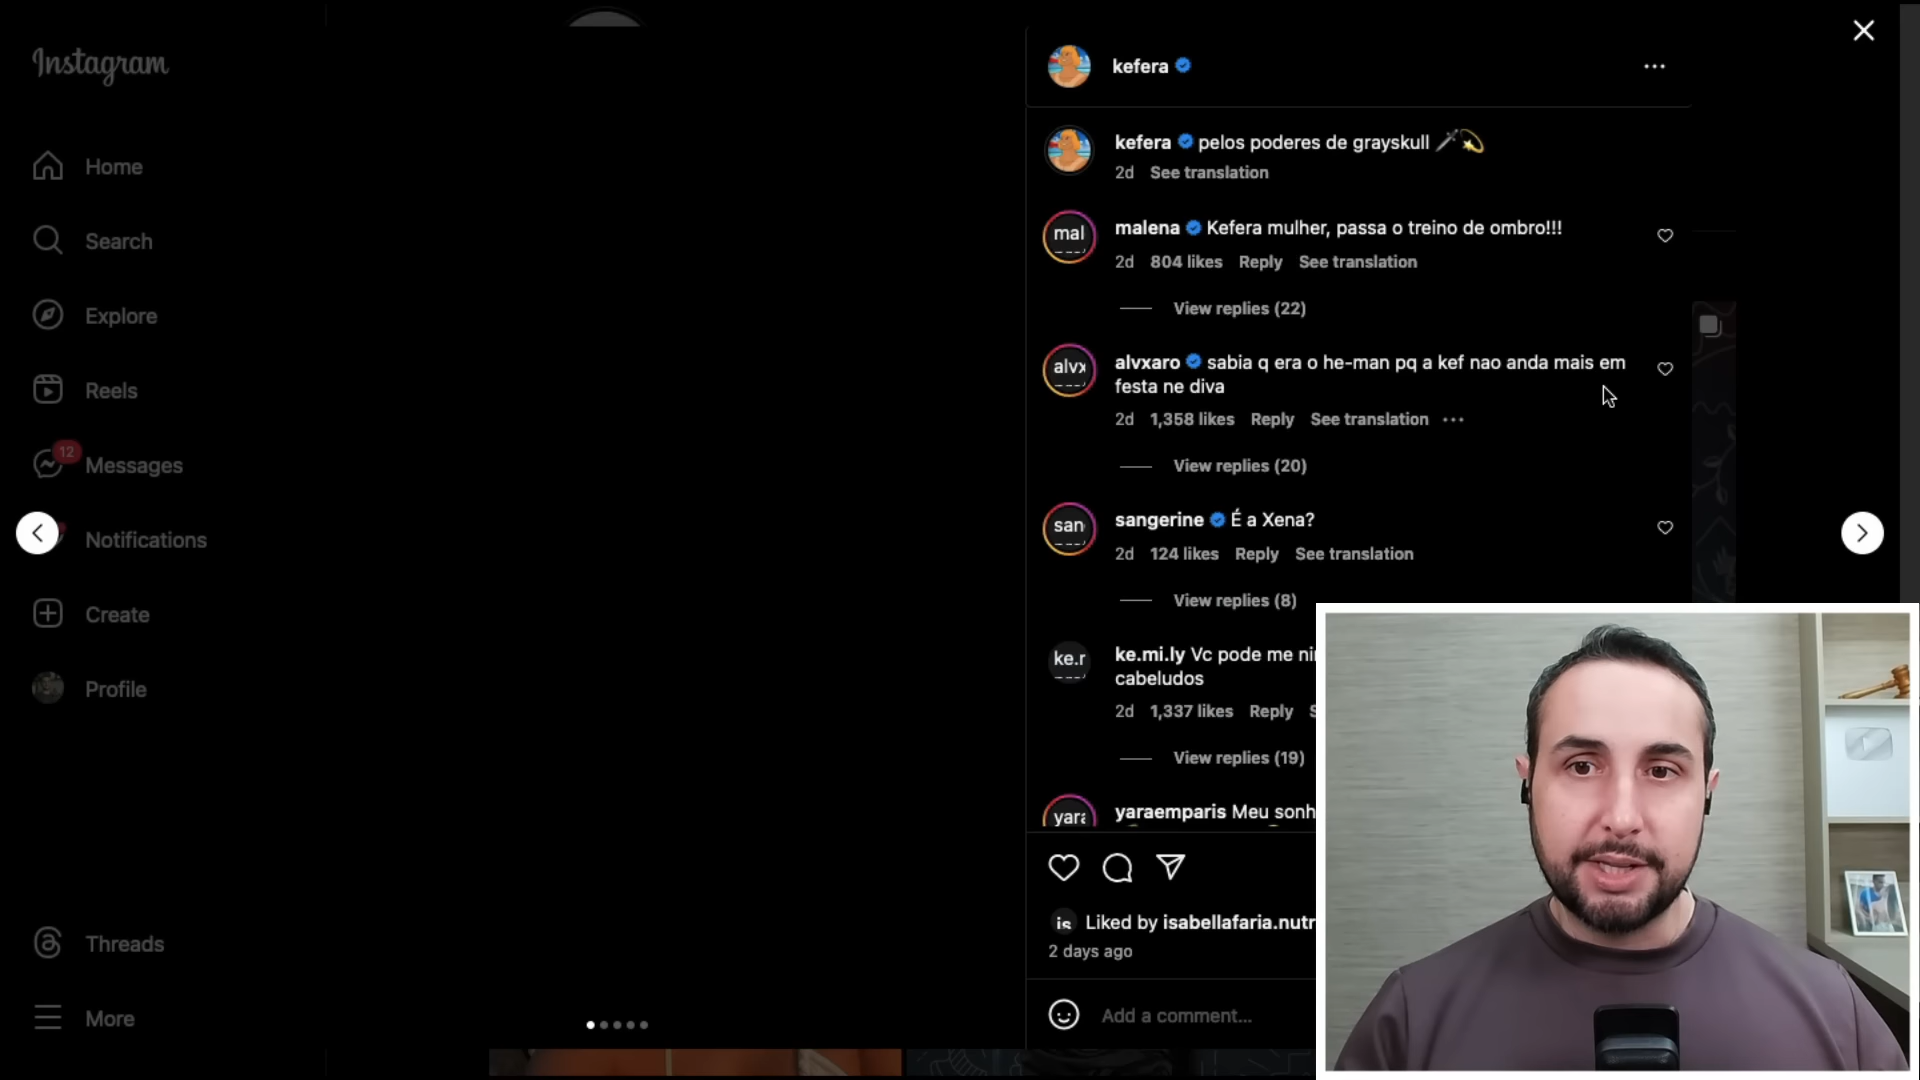 Instagram
Home
Search
Explore
Reels
12
Messages
Notifications
Create
Profile
Threads
More
kefera
kefera pelos poderes de grayskull 🗡️💫
2d See translation
mal
malena Kefera mulher, passa o treino de ombro!!!
2d 804 likes Reply See translation
View replies (22)
alvx
alvxaro sabia q era o he-man pq a kef nao anda mais em
festa ne diva
2d 1,358 likes Reply See translation
View replies (20)
san
sangerine É a Xena?
2d 124 likes Reply See translation
View replies (8)
ke.r
ke.mi.ly Vc pode me
cabeludos
2d 1,337 likes Reply
View replies (19)
yara
yaraemparis Meu
is Liked by isabellafaria.nutr
2 days ago
Add a comment...